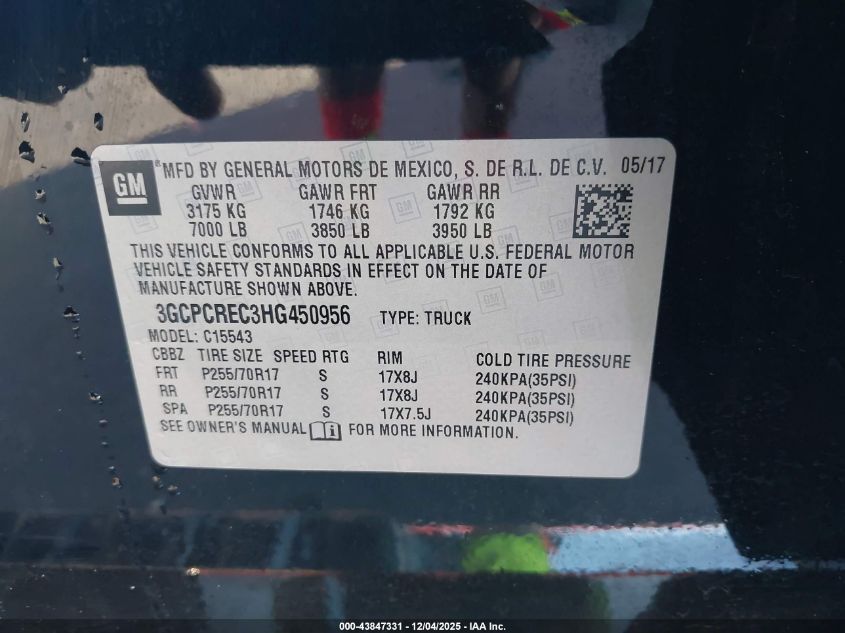 GM
® MFD BY GENERAL MOTORS DE MEXICO, S. DE R.L. DE C.V. 05/17
GVWR GAWR FRT GAWR RR
3175 KG 1746 KG 1792 KG
7000 LB 3850 LB 3950 LB
THIS VEHICLE CONFORMS TO ALL APPLICABLE U.S. FEDERAL MOTOR
VEHICLE SAFETY STANDARDS IN EFFECT ON THE DATE OF
MANUFACTURE SHOWN ABOVE.
3GCPCREC3HG450956 TYPE: TRUCK
MODEL: C15543
CBBZ TIRE SIZE SPEED RTG RIM COLD TIRE PRESSURE
FRT P255/70R17 S 17X8J 240KPA(35PSI)
RR P255/70R17 S 17X8J 240KPA(35PSI)
SPA P255/70R17 S 17X7.5J 240KPA(35PSI)
SEE OWNER'S MANUAL FOR MORE INFORMATION.
000-43847331 - 12/04/2025 - IAA Inc.